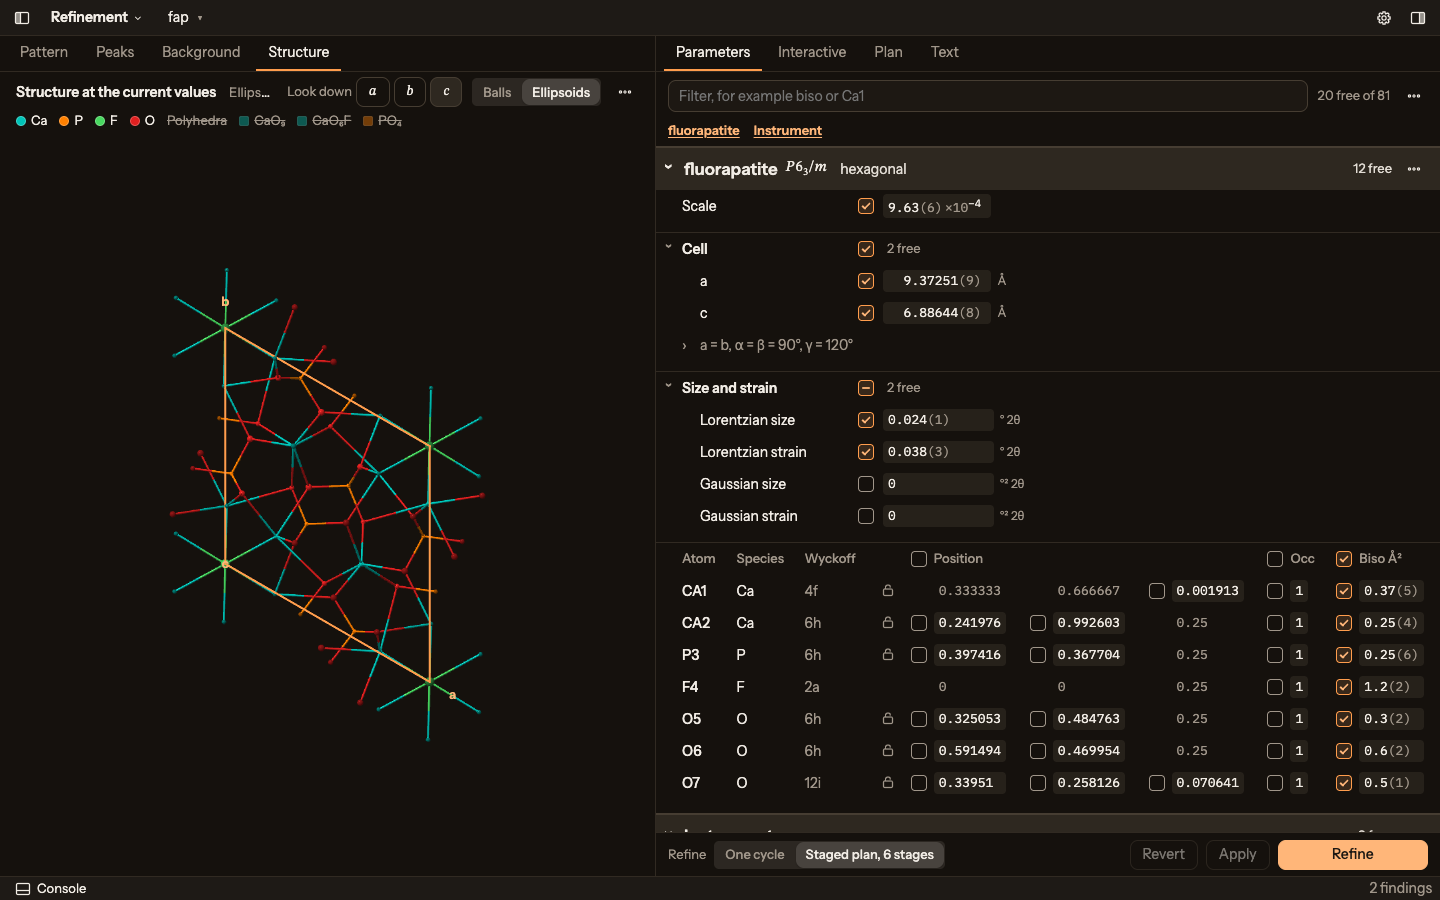 Refinement fap
Pattern Peaks Background Structure
Structure at the current values Ellips... Look down a b c Balls Ellipsoids
Ca P F O Polyhedra CaO₉ CaO₆F PO₄
b
a
Parameters Interactive Plan Text
Filter, for example biso or Ca1 20 free of 81
fluorapatite Instrument
fluorapatite P6₃/m hexagonal 12 free
Scale 9.63(6) ×10⁻⁴
Cell 2 free
a 9.37251(9) Å
c 6.88644(8) Å
a = b, α = β = 90°, γ = 120°
Size and strain 2 free
Lorentzian size 0.024(1) ° 2θ
Lorentzian strain 0.038(3) ° 2θ
Gaussian size 0 °² 2θ
Gaussian strain 0 °² 2θ
Atom Species Wyckoff Position Occ Biso Å²
CA1 Ca 4f 0.333333 0.666667 0.001913 1 0.37(5)
CA2 Ca 6h 0.241976 0.992603 0.25 1 0.25(4)
P3 P 6h 0.397416 0.367704 0.25 1 0.25(6)
F4 F 2a 0 0 0.25 1 1.2(2)
O5 O 6h 0.325053 0.484763 0.25 1 0.3(2)
O6 O 6h 0.591494 0.469954 0.25 1 0.6(2)
O7 O 12i 0.33951 0.258126 0.070641 1 0.5(1)
Refine One cycle Staged plan, 6 stages Revert Apply Refine
Console 2 findings